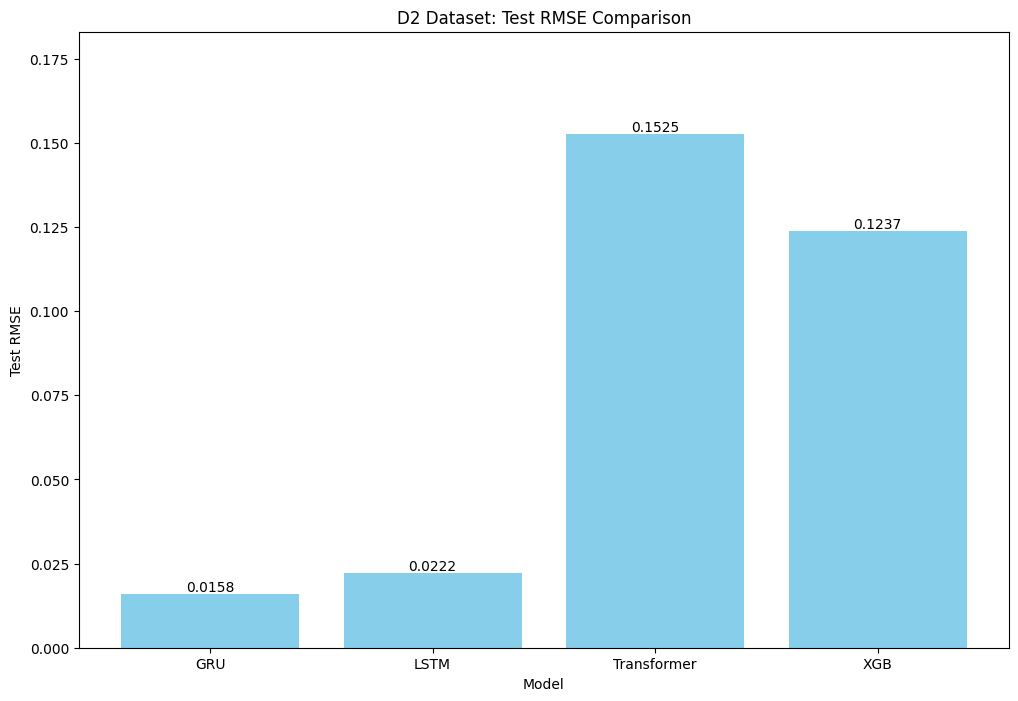 D2 Dataset: Test RMSE Comparison
0.175
0.150
0.125
0.100
0.075
0.050
0.025
0.000
Test RMSE
0.0158
0.0222
0.1525
0.1237
GRU
LSTM
Transformer
XGB
Model